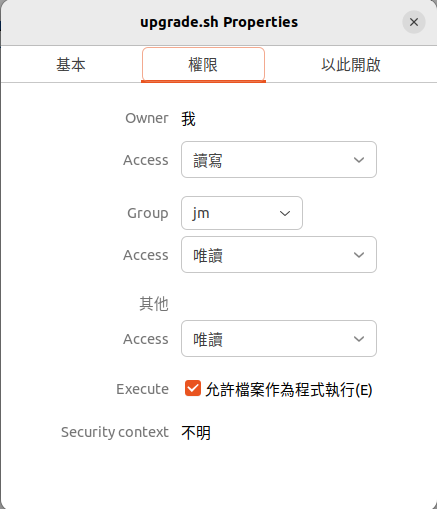 upgrade.sh Properties
基本 權限 以此開啟
Owner 我
Access 讀寫
Group jm
Access 唯讀
其他
Access 唯讀
Execute 允許檔案作為程式執行(E)
Security context 不明